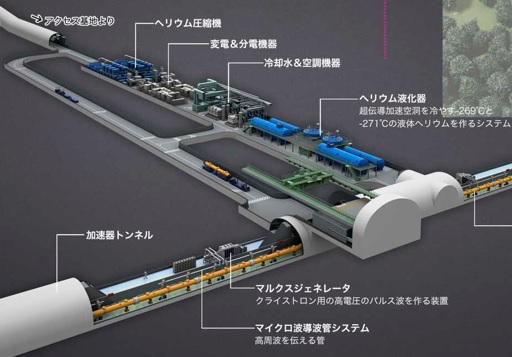 アクセス基地より
ヘリウム圧縮機
変電＆分電機器
冷却水＆空調機器
ヘリウム液化器
超伝導加速空洞を冷やす-269℃と
-271℃の液体ヘリウムを作るシステム
加速器トンネル
マルクスジェネレータ
クライストロン用の高電圧のパルス波を作る装置
マイクロ波導波管システム
高周波を伝える管